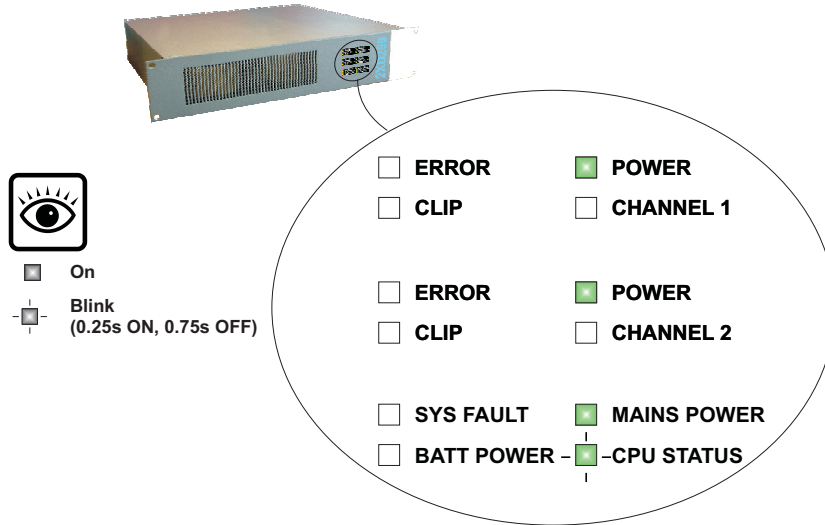 ERROR POWER
CLIP CHANNEL 1
On
Blink
(0.25s ON, 0.75s OFF)
ERROR POWER
CLIP CHANNEL 2
SYS FAULT MAINS POWER
BATT POWER CPU STATUS